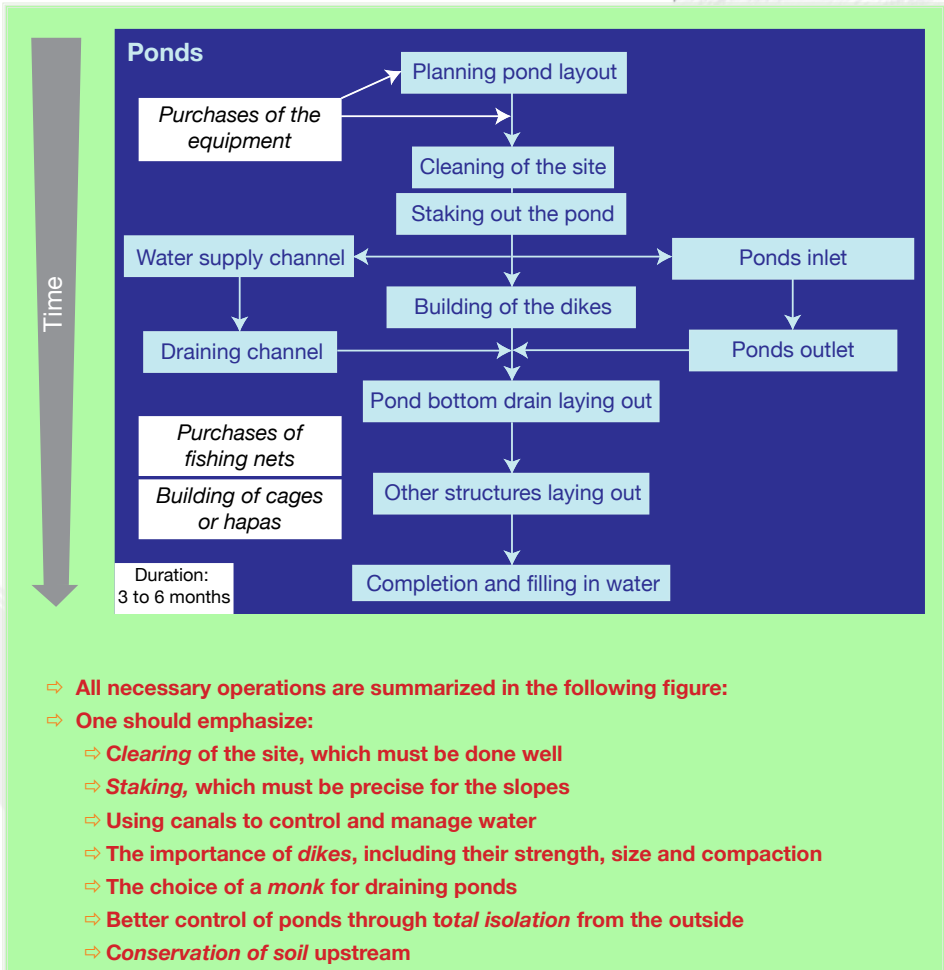 Ponds
Planning pond layout
Purchases of the
equipment
Cleaning of the site
Staking out the pond
Water supply channel
Ponds inlet
Building of the dikes
Draining channel
Ponds outlet
Pond bottom drain laying out
Purchases of
fishing nets
Other structures laying out
Building of cages
or hapas
Duration:
3 to 6 months
Completion and filling in water
Time
⇨ All necessary operations are summarized in the following figure:
⇨ One should emphasize:
⇨ Clearing of the site, which must be done well
⇨ Staking, which must be precise for the slopes
⇨ Using canals to control and manage water
⇨ The importance of dikes, including their strength, size and compaction
⇨ The choice of a monk for draining ponds
⇨ Better control of ponds through total isolation from the outside
⇨ Conservation of soil upstream